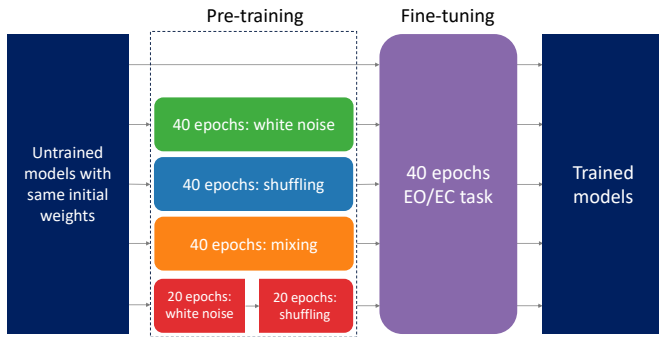 Pre-training
Fine-tuning
Untrained
models with
same initial
weights
40 epochs: white noise
40 epochs: shuffling
40 epochs: mixing
20 epochs:
white noise
20 epochs:
shuffling
40 epochs
EO/EC task
Trained
models